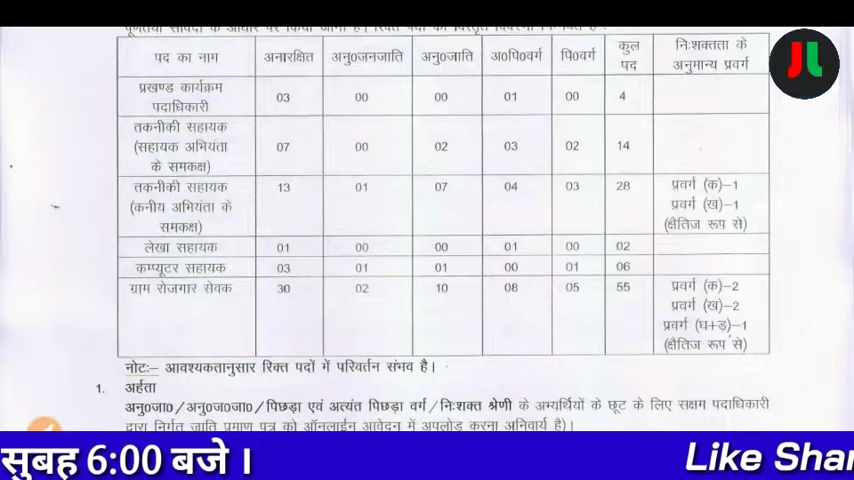 पूर्णतया संविदा के आधार पर किया जाना है। रिक्त पदों की विस्तृत विवरणी
पद का नाम अनारक्षित अनु0जनजाति अनु0जाति अ0पि0वर्ग पि0वर्ग कुल पद निःशक्तता के अनुमान्य प्रवर्ग
प्रखण्ड कार्यक्रम पदाधिकारी 03 00 00 01 00 4
तकनीकी सहायक (सहायक अभियंता के समकक्ष) 07 00 02 03 02 14
तकनीकी सहायक (कनीय अभियंता के समकक्ष) 13 01 07 04 03 28 प्रवर्ग (क)–1 प्रवर्ग (ख)–1 (क्षैतिज रूप से)
लेखा सहायक 01 00 00 01 00 02
कम्प्यूटर सहायक 03 01 01 00 01 06
ग्राम रोजगार सेवक 30 02 10 08 05 55 प्रवर्ग (क)–2 प्रवर्ग (ख)–2 प्रवर्ग (घ+ड़)–1 (क्षैतिज रूप से)
नोटः– आवश्यकतानुसार रिक्त पदों में परिवर्तन संभव है।
1. अर्हता
अनु0जा0/अनु0ज0जा0/पिछड़ा एवं अत्यंत पिछड़ा वर्ग/निःशक्त श्रेणी के अभ्यर्थियों के छूट के लिए सक्षम पदाधिकारी
द्वारा निर्गत जाति प्रमाण पत्र को ऑनलाईन आवेदन में अपलोड करना अनिवार्य है)।
सुबह 6:00 बजे। Like Shar